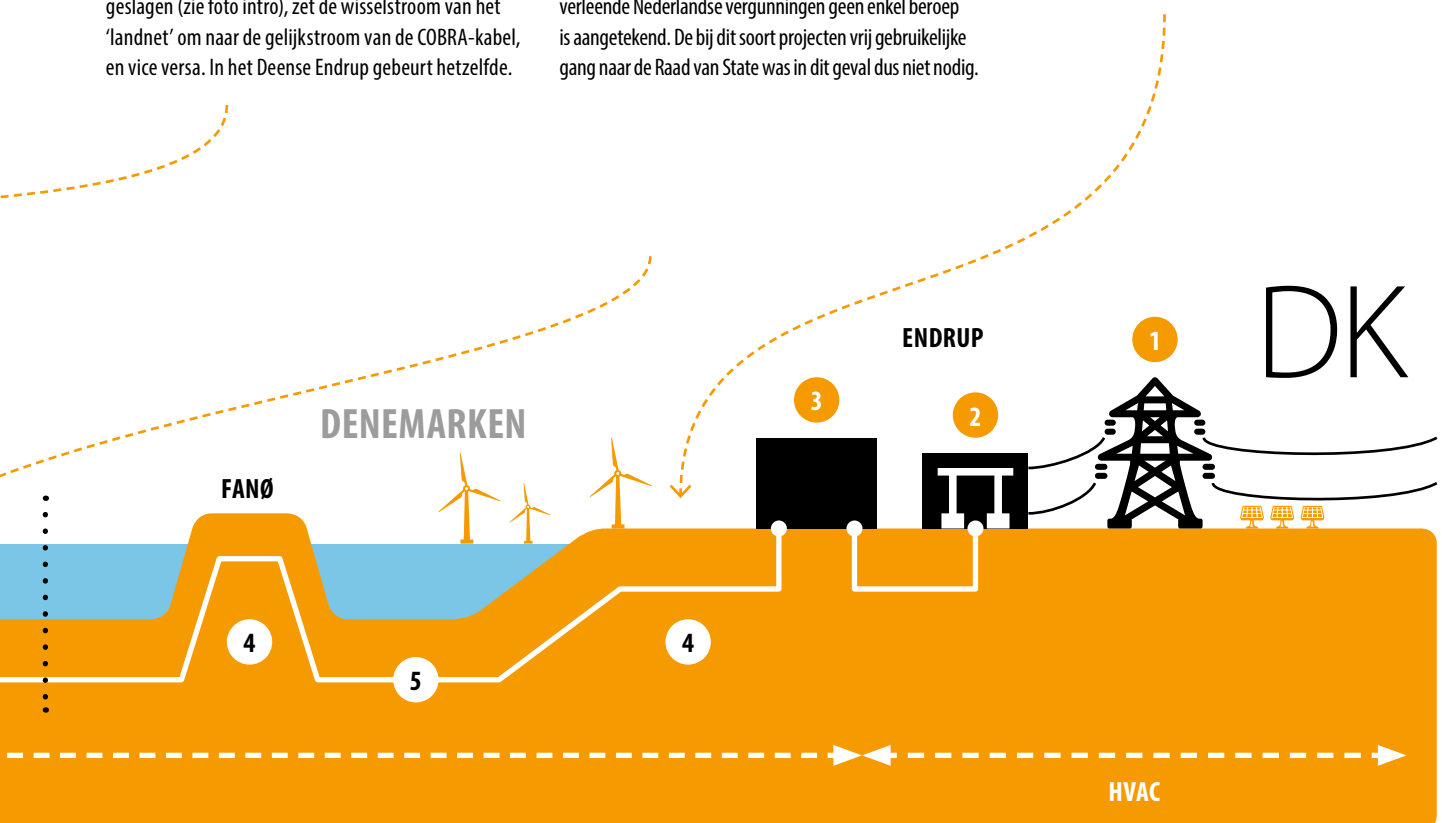 geslagen (zie foto intro), zet de wisselstroom van het
‘landnet’ om naar de gelijkstroom van de COBRA-kabel,
en vice versa. In het Deense Endrup gebeurt hetzelfde.
verleende Nederlandse vergunningen geen enkel beroep
is aangetekend. De bij dit soort projecten vrij gebruikelijke
gang naar de Raad van State was in dit geval dus niet nodig.
DK
ENDRUP
1
3
2
DENEMARKEN
FANØ
4
4
5
HVAC